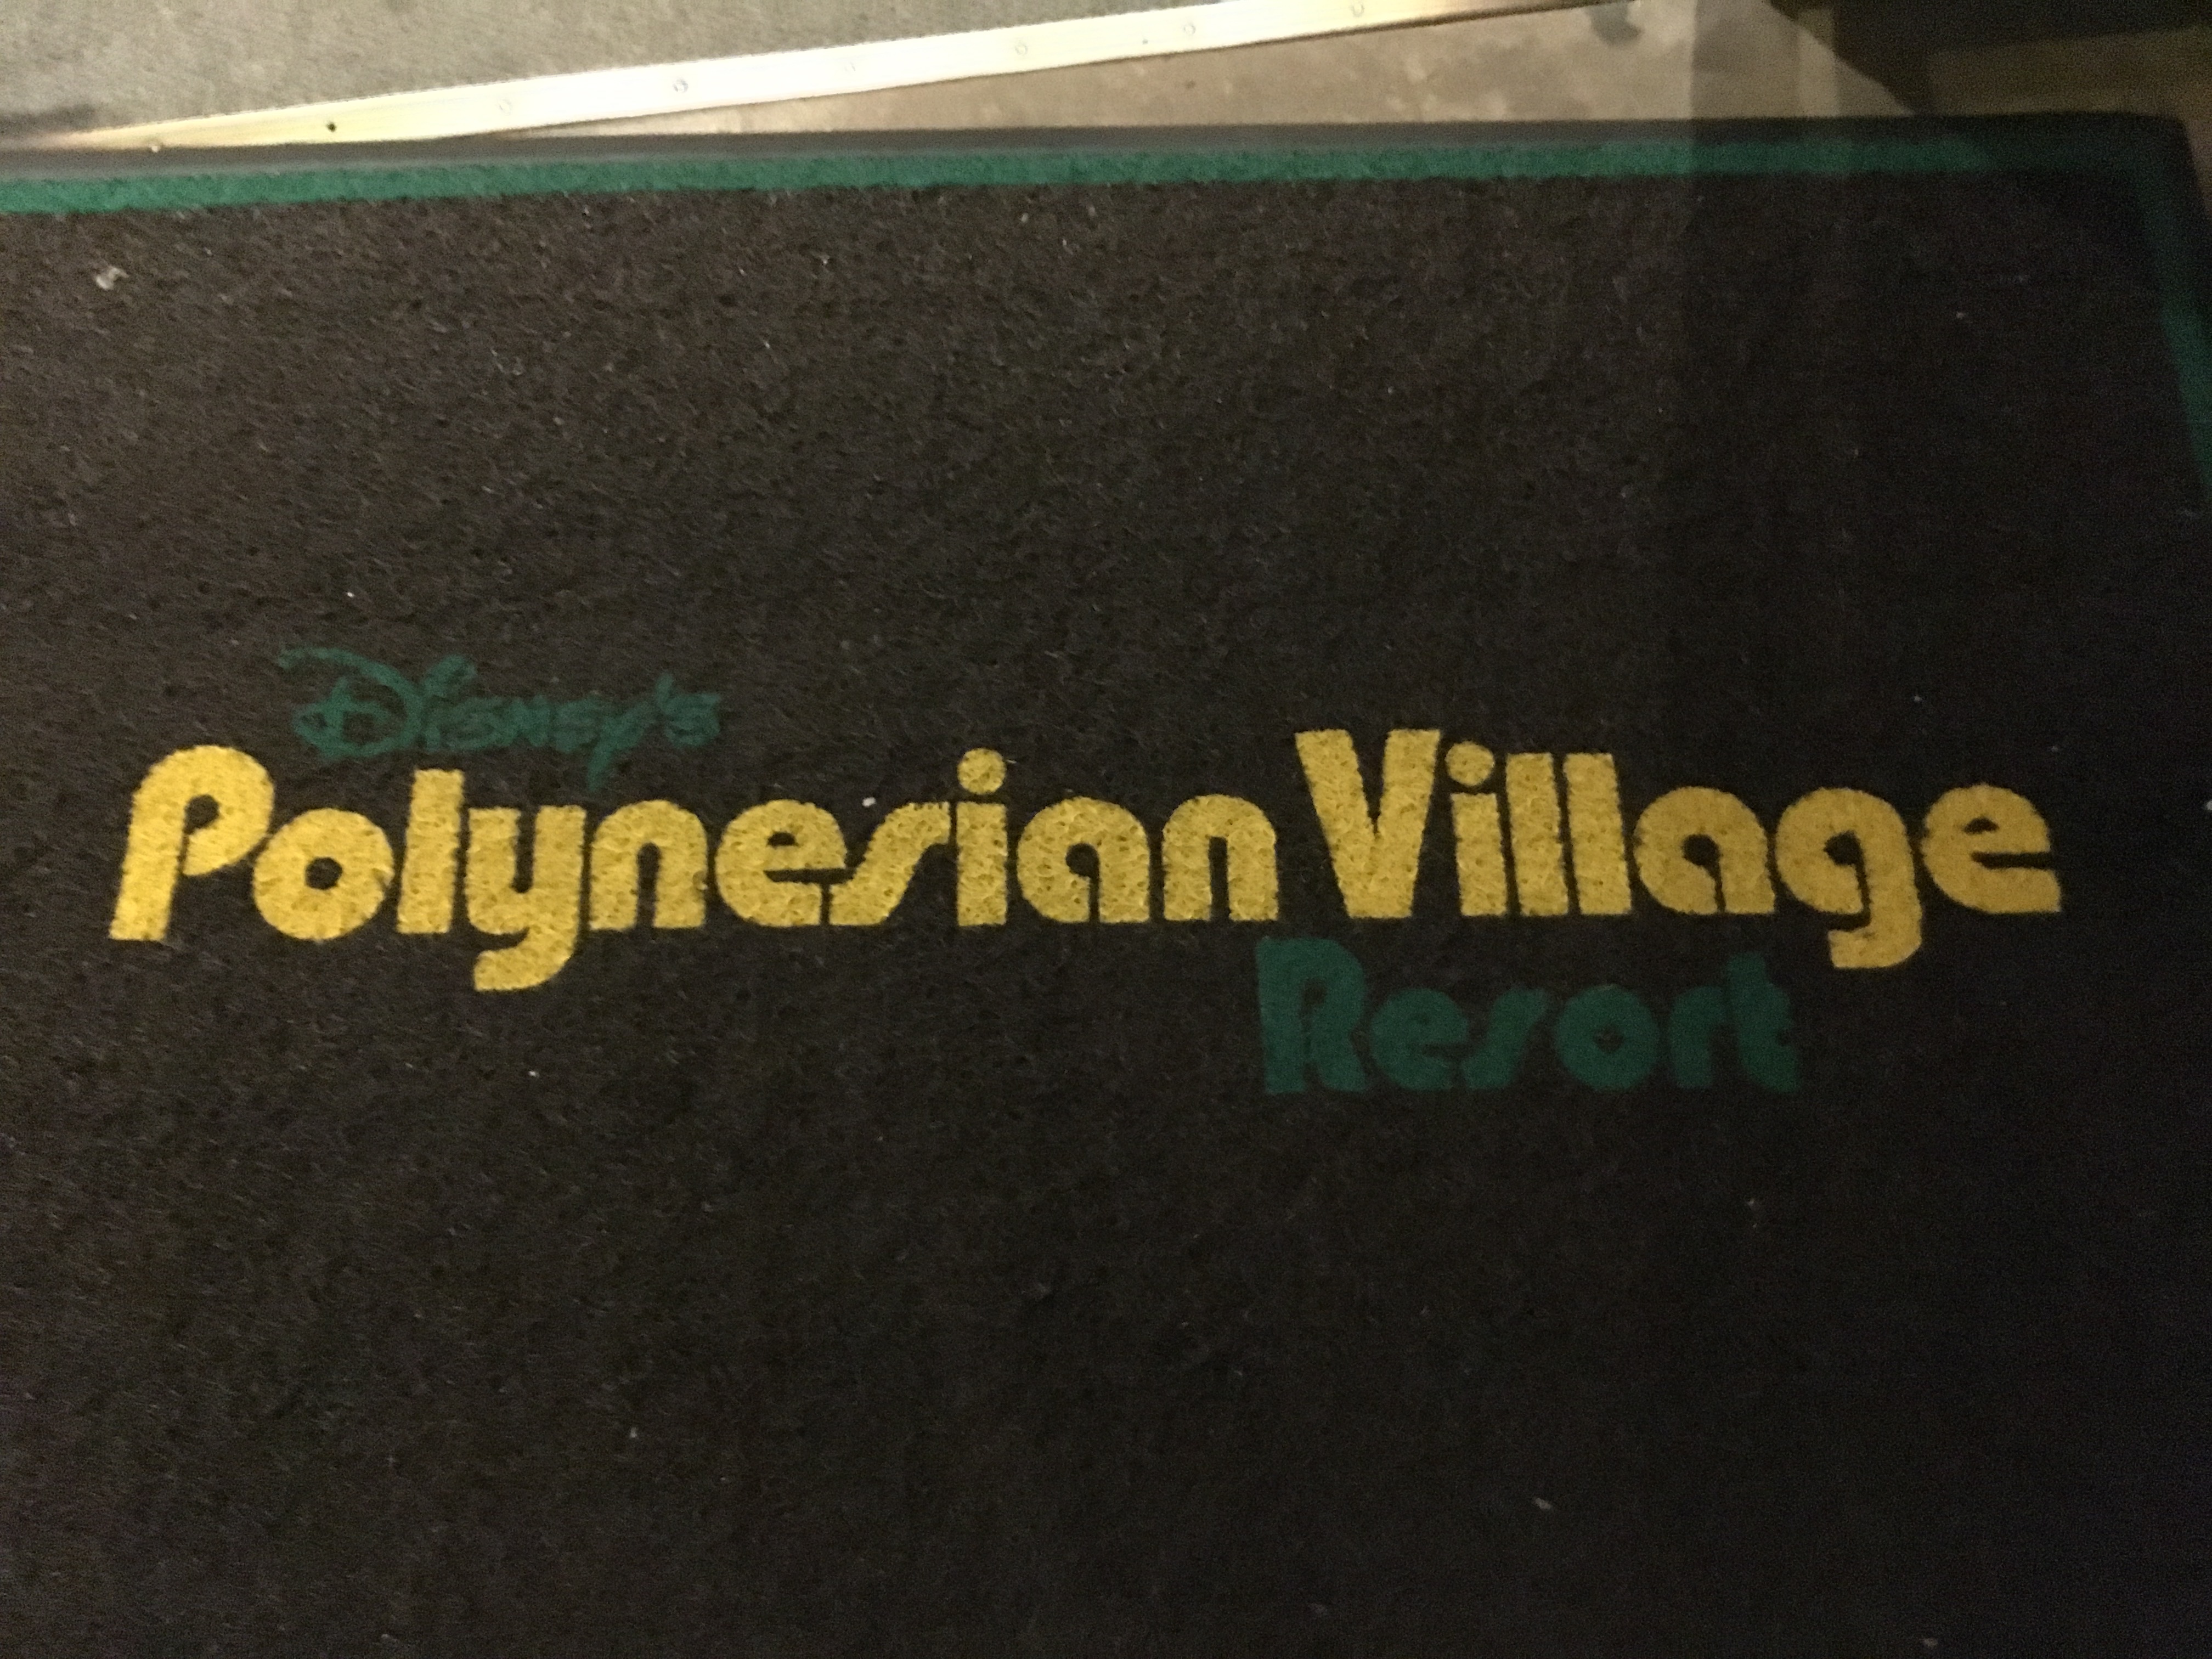 Disney's
Polynesian Village
Resort